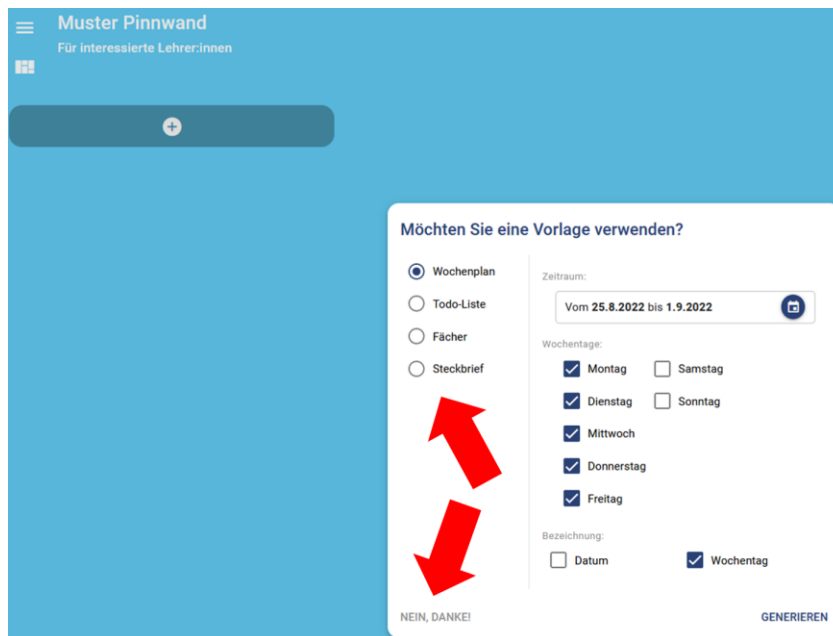 Muster Pinnwand
Für interessierte Lehrer:innen
Möchten Sie eine Vorlage verwenden?
Wochenplan
Todo-Liste
Fächer
Steckbrief
Zeitraum:
Vom 25.8.2022 bis 1.9.2022
Wochentage:
Montag Samstag
Dienstag Sonntag
Mittwoch
Donnerstag
Freitag
Bezeichnung:
Datum Wochentag
NEIN, DANKE! GENERIEREN